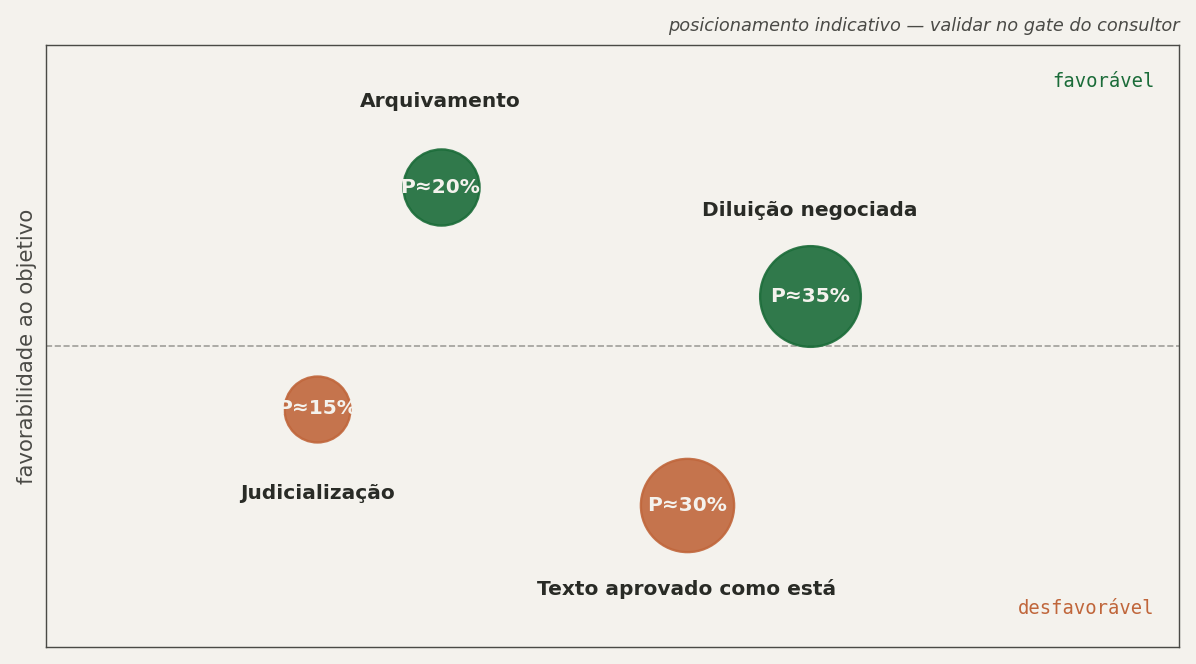 posicionamento indicativo — validar no gate do consultor
favorável
Arquivamento
P≈20%
Diluição negociada
P≈35%
favorabilidade ao objetivo
P≈15%
Judicialização
P≈30%
Texto aprovado como está
desfavorável